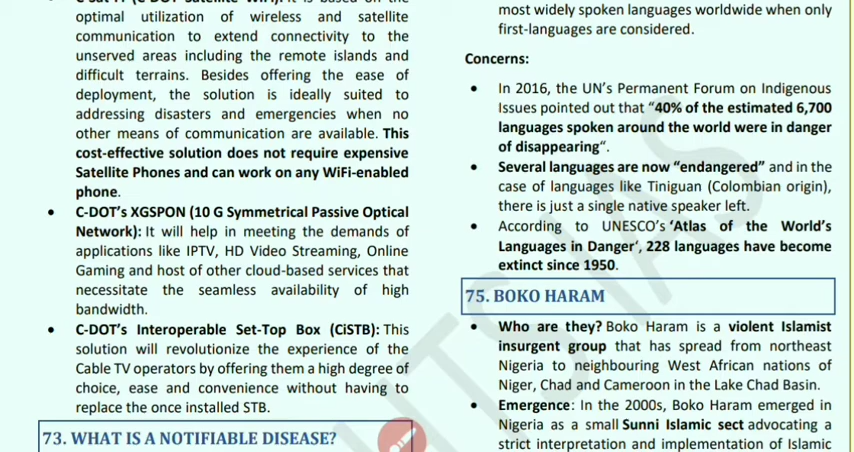 C-Sat-Fi (C-DOT Satellite WiFi): It is based on the
optimal utilization of wireless and satellite
communication to extend connectivity to the
unserved areas including the remote islands and
difficult terrains. Besides offering the ease of
deployment, the solution is ideally suited to
addressing disasters and emergencies when no
other means of communication are available. This
cost-effective solution does not require expensive
Satellite Phones and can work on any WiFi-enabled
phone.
• C-DOT’s XGSPON (10 G Symmetrical Passive Optical
Network): It will help in meeting the demands of
applications like IPTV, HD Video Streaming, Online
Gaming and host of other cloud-based services that
necessitate the seamless availability of high
bandwidth.
• C-DOT’s Interoperable Set-Top Box (CiSTB): This
solution will revolutionize the experience of the
Cable TV operators by offering them a high degree of
choice, ease and convenience without having to
replace the once installed STB.
73. WHAT IS A NOTIFIABLE DISEASE?
most widely spoken languages worldwide when only
first-languages are considered.
Concerns:
• In 2016, the UN’s Permanent Forum on Indigenous
Issues pointed out that “40% of the estimated 6,700
languages spoken around the world were in danger
of disappearing“.
• Several languages are now “endangered” and in the
case of languages like Tiniguan (Colombian origin),
there is just a single native speaker left.
• According to UNESCO’s ‘Atlas of the World’s
Languages in Danger’, 228 languages have become
extinct since 1950.
75. BOKO HARAM
• Who are they? Boko Haram is a violent Islamist
insurgent group that has spread from northeast
Nigeria to neighbouring West African nations of
Niger, Chad and Cameroon in the Lake Chad Basin.
• Emergence: In the 2000s, Boko Haram emerged in
Nigeria as a small Sunni Islamic sect advocating a
strict interpretation and implementation of Islamic